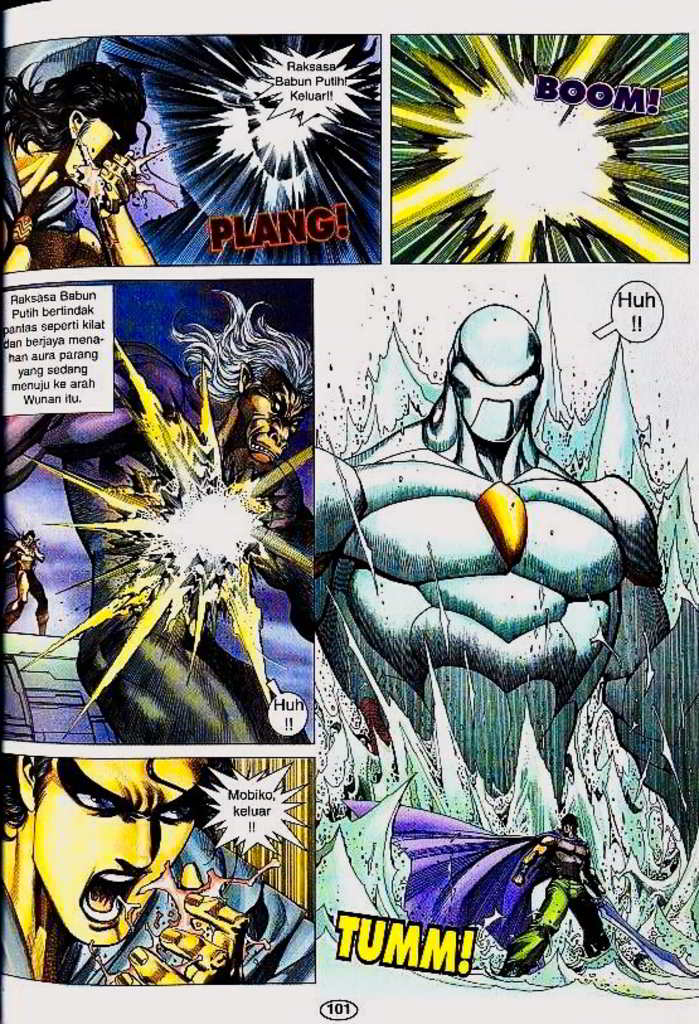 Raksasa
Babun Putih!
Keluar!!
PLANG!
BOOM!
Raksasa Babun
Putih bertindak
pantas seperti kilat
dan berjaya mena-
han aura parang
yang sedang
menuju ke arah
Wunan itu.
Huh
!!
Huh
!!
Mobiko,
keluar
!!
TUMM!
101